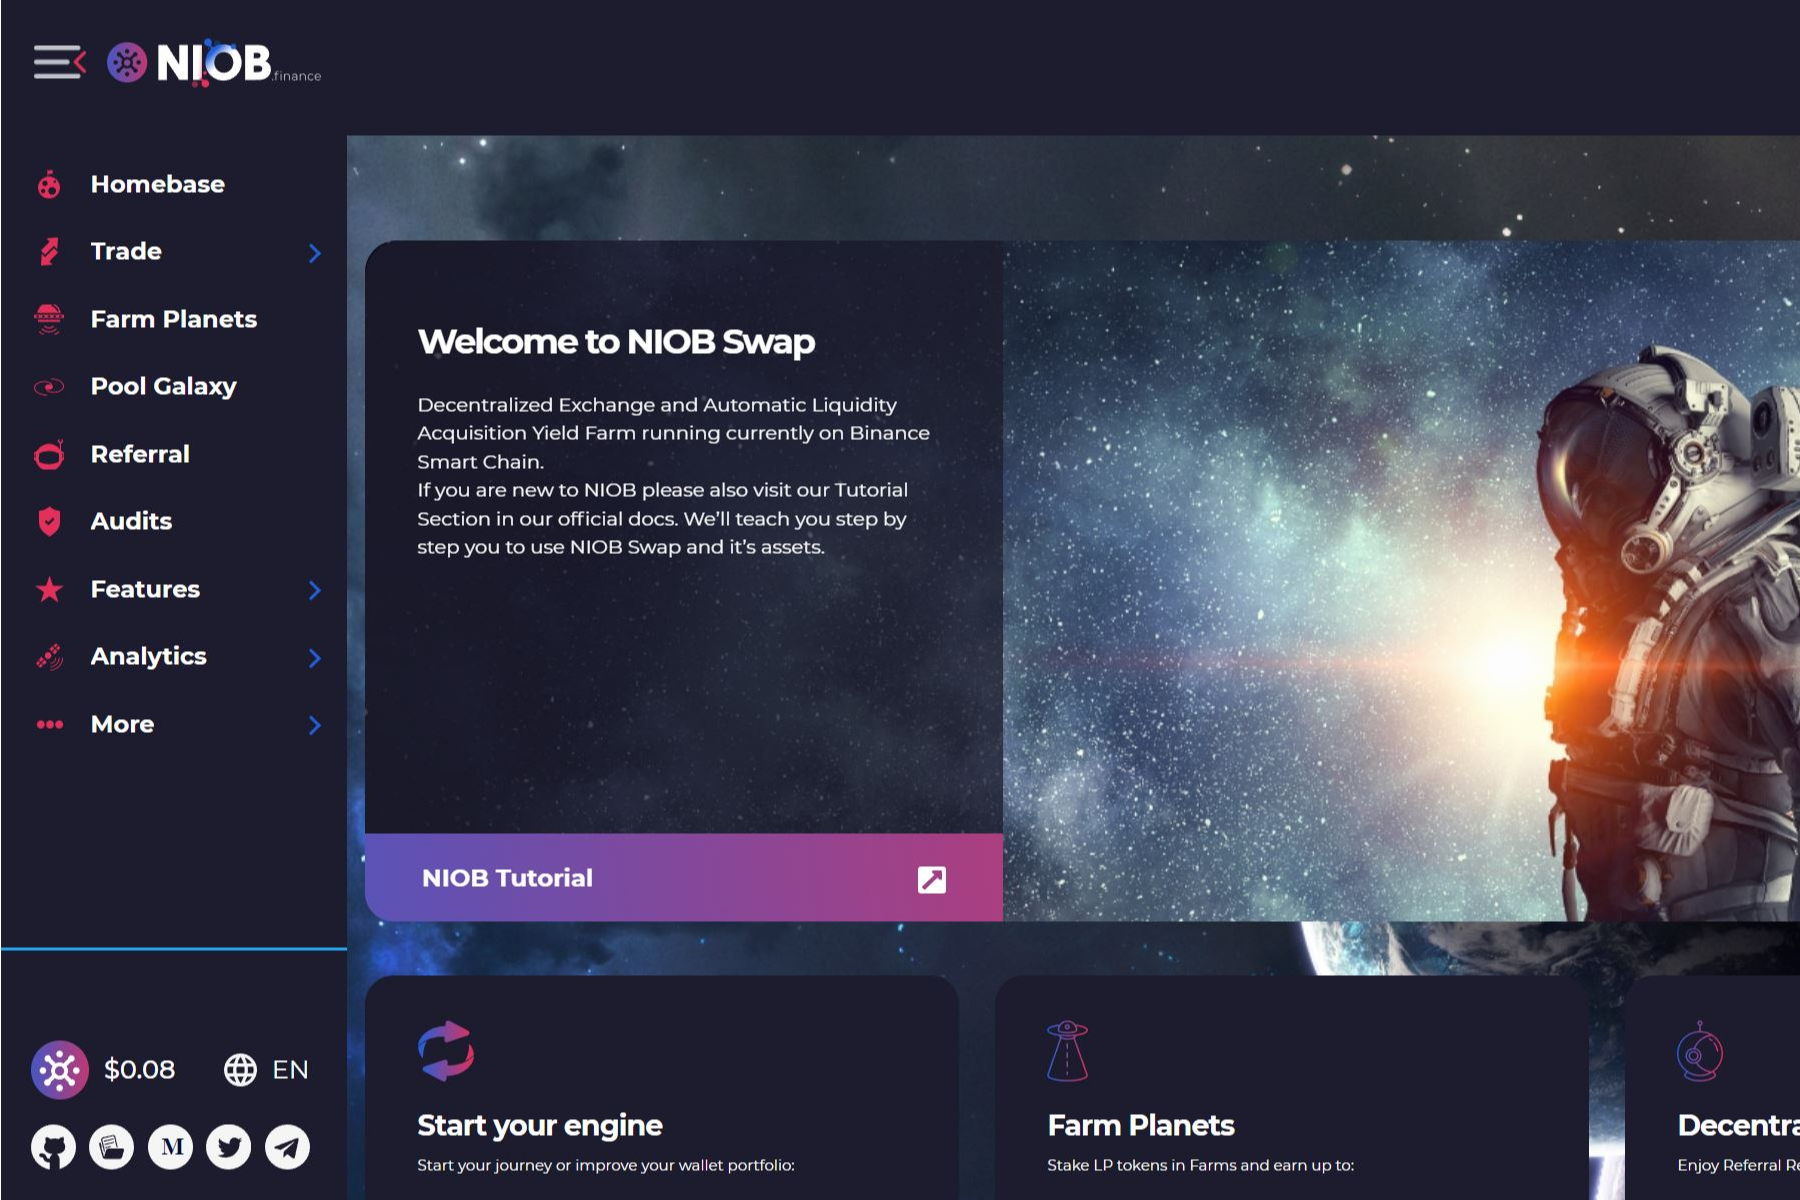 NIOB.finance
Homebase
Trade
Farm Planets
Pool Galaxy
Referral
Audits
Features
Analytics
More
$0.08
EN
M
Welcome to NIOB Swap
Decentralized Exchange and Automatic Liquidity
Acquisition Yield Farm running currently on Binance
Smart Chain.
If you are new to NIOB please also visit our Tutorial
Section in our official docs. We’ll teach you step by
step you to use NIOB Swap and it’s assets.
NIOB Tutorial
Start your engine
Start your journey or improve your wallet portfolio:
Farm Planets
Stake LP tokens in Farms and earn up to:
Decentra
Enjoy Referral Re